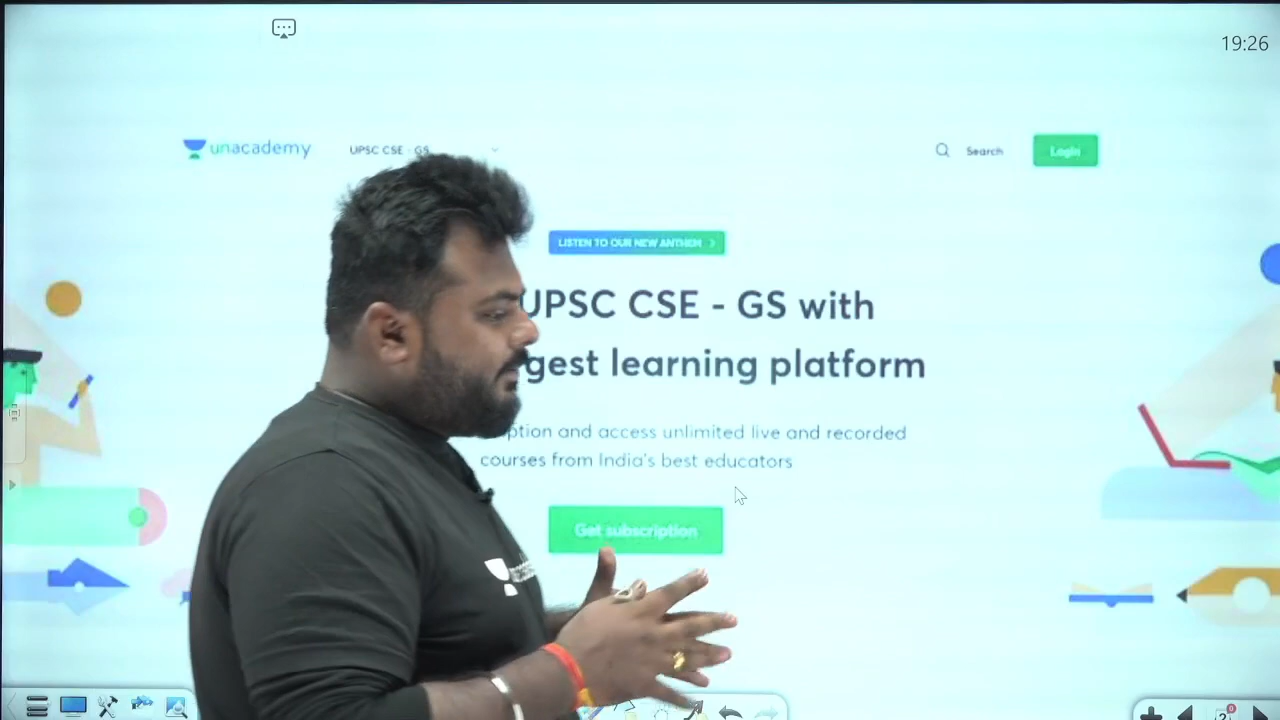 19:26
unacademy
UPSC CSE - GS
Search
Login
LISTEN TO OUR NEW ANTHEM
UPSC CSE - GS with
gest learning platform
ption and access unlimited live and recorded
courses from India's best educators
Get subscription